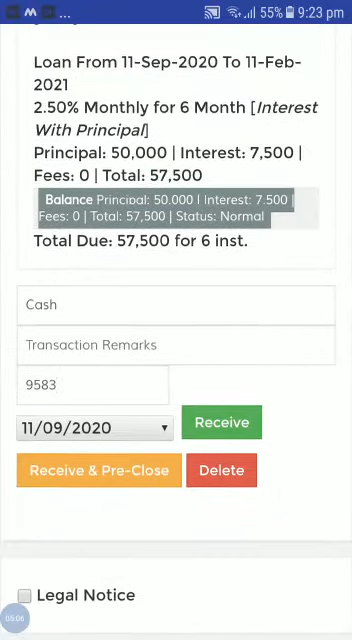 ... 55% 9:23 pm
Loan From 11-Sep-2020 To 11-Feb-
2021
2.50% Monthly for 6 Month [Interest
With Principal]
Principal: 50,000 | Interest: 7,500 |
Fees: 0 | Total: 57,500
Balance Principal: 50.000 | Interest: 7.500 |
Fees: 0 | Total: 57,500 | Status: Normal
Total Due: 57,500 for 6 inst.
Cash
Transaction Remarks
9583
11/09/2020 Receive
Receive & Pre-Close Delete
Legal Notice
05:06